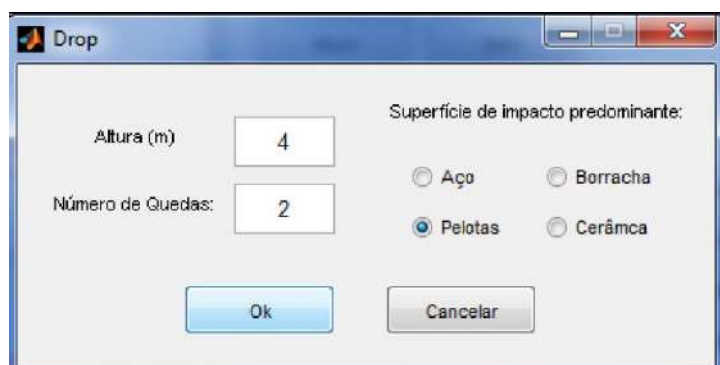 Drop
Superfície de impacto predominante:
Altura (m)
4
Aço
Borracha
Número de Quedas:
2
Pelotas
Cerâmca
Ok
Cancelar